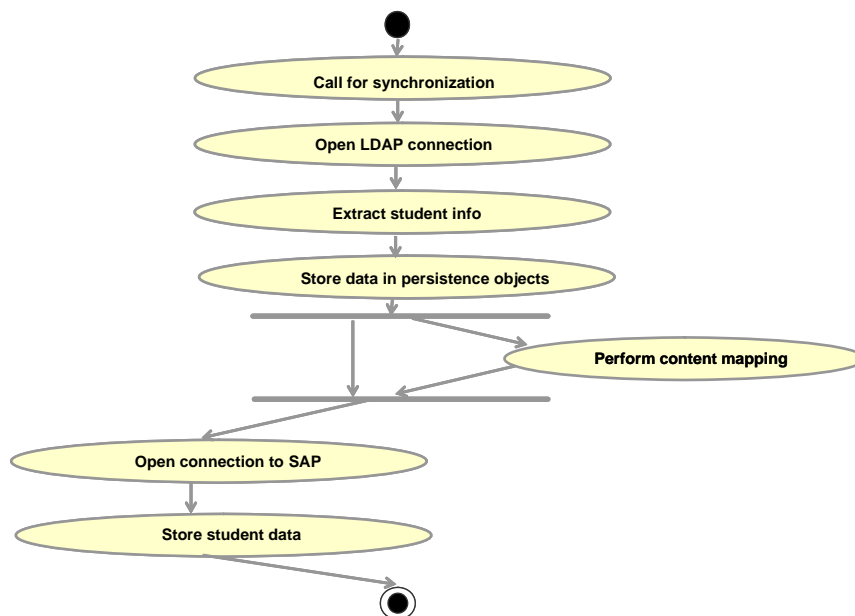 Call for synchronization
Open LDAP connection
Extract student info
Store data in persistence objects
Perform content mapping
Open connection to SAP
Store student data